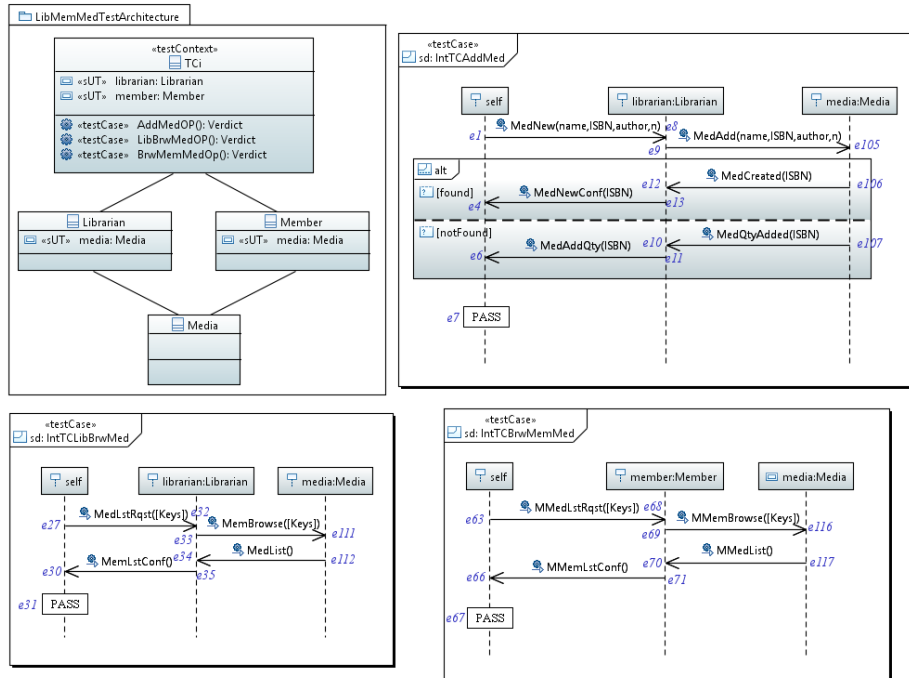 LibMemMedTestArchitecture
«testContext»
TCi
«sUT» librarian: Librarian
«sUT» member: Member
«testCase» AddMedOP(): Verdict
«testCase» LibBrwMedOP(): Verdict
«testCase» BrwMemMedOp(): Verdict
Librarian
«sUT» media: Media
Member
«sUT» media: Media
Media
«testCase»
sd: IntTCAddMed
self
librarian:Librarian
media:Media
e1 MedNew(name,ISBN,author,n) e8
e9 MedAdd(name,ISBN,author,n) e105
alt
[found]
e12 MedCreated(ISBN) e106
e4 MedNewConf(ISBN) e13
[notFound]
e10 MedQtyAdded(ISBN) e107
e6 MedAddQty(ISBN) e11
e7 PASS
«testCase»
sd: IntTCLibBrwMed
self
librarian:Librarian
media:Media
e27 MedLstRqst([Keys]) e32
e33 MemBrowse([Keys]) e111
e34 MedList() e112
e30 MemLstConf() e35
e31 PASS
«testCase»
sd: IntTCBrwMemMed
self
member:Member
media:Media
e63 MMedLstRqst([Keys]) e68
e69 MMemBrowse([Keys]) e116
e70 MMedList() e117
e66 MMemLstConf() e71
e67 PASS